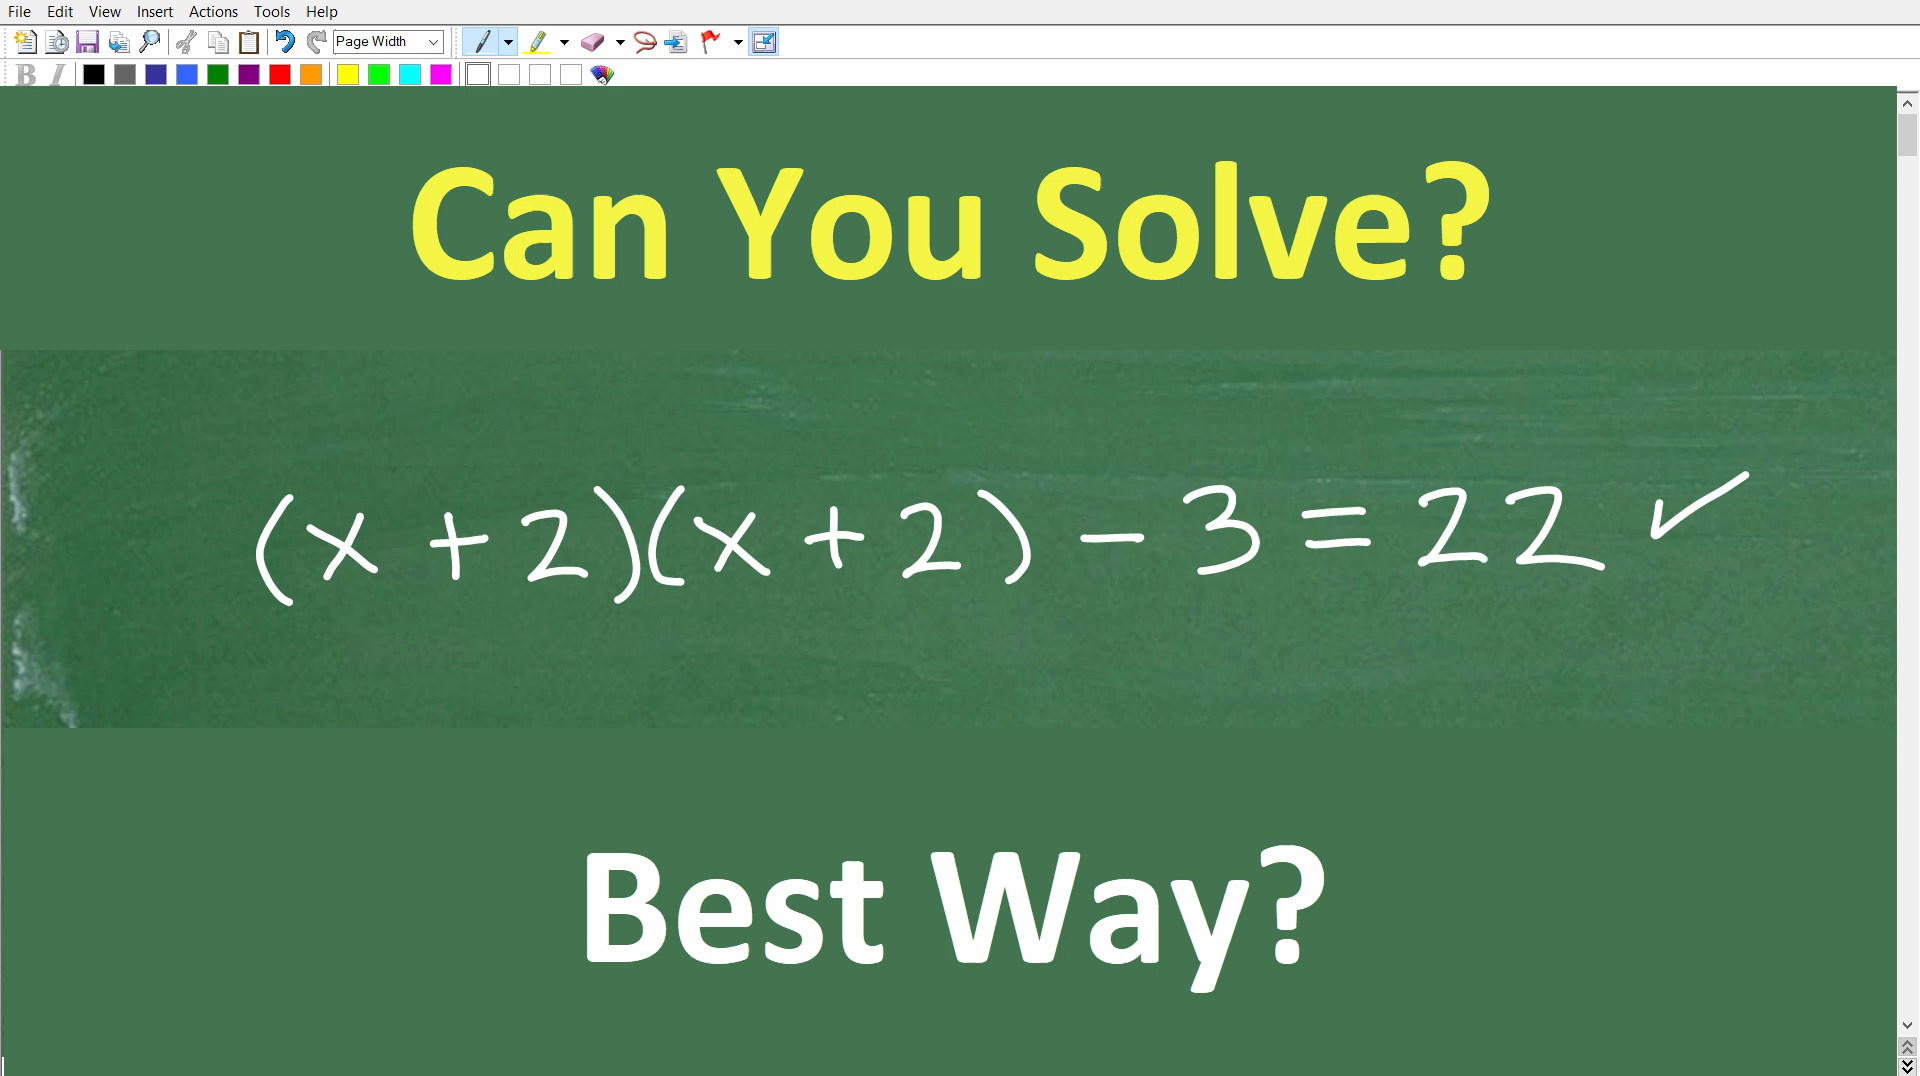 File Edit View Insert Actions Tools Help
Page Width
B I
Can You Solve?
(x + 2)(x + 2) - 3 = 22 ✓
Best Way?